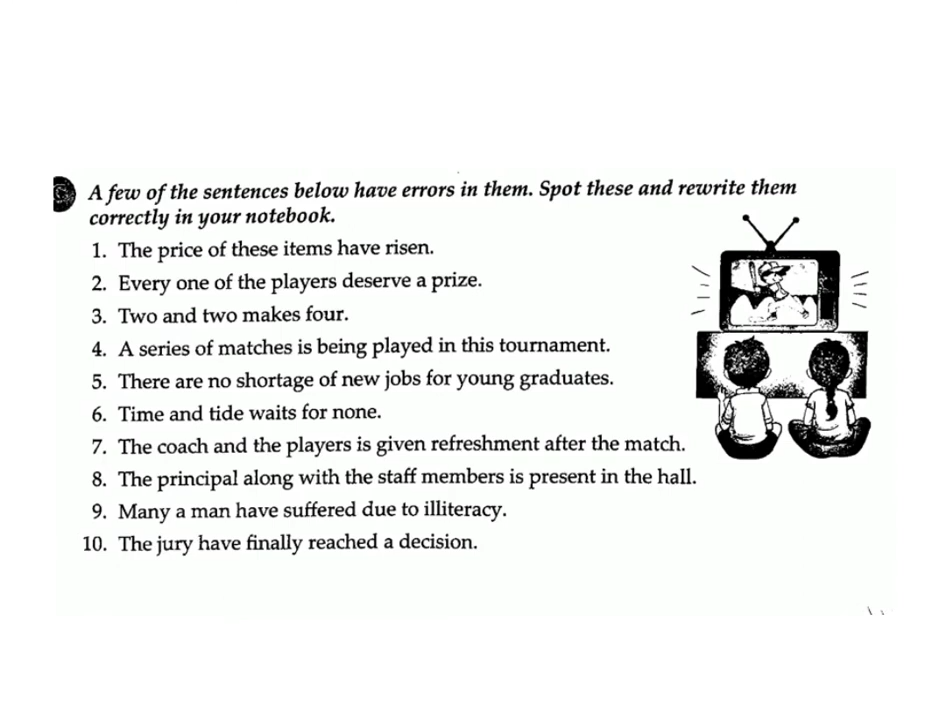 A few of the sentences below have errors in them. Spot these and rewrite them
correctly in your notebook.
1. The price of these items have risen.
2. Every one of the players deserve a prize.
3. Two and two makes four.
4. A series of matches is being played in this tournament.
5. There are no shortage of new jobs for young graduates.
6. Time and tide waits for none.
7. The coach and the players is given refreshment after the match.
8. The principal along with the staff members is present in the hall.
9. Many a man have suffered due to illiteracy.
10. The jury have finally reached a decision.